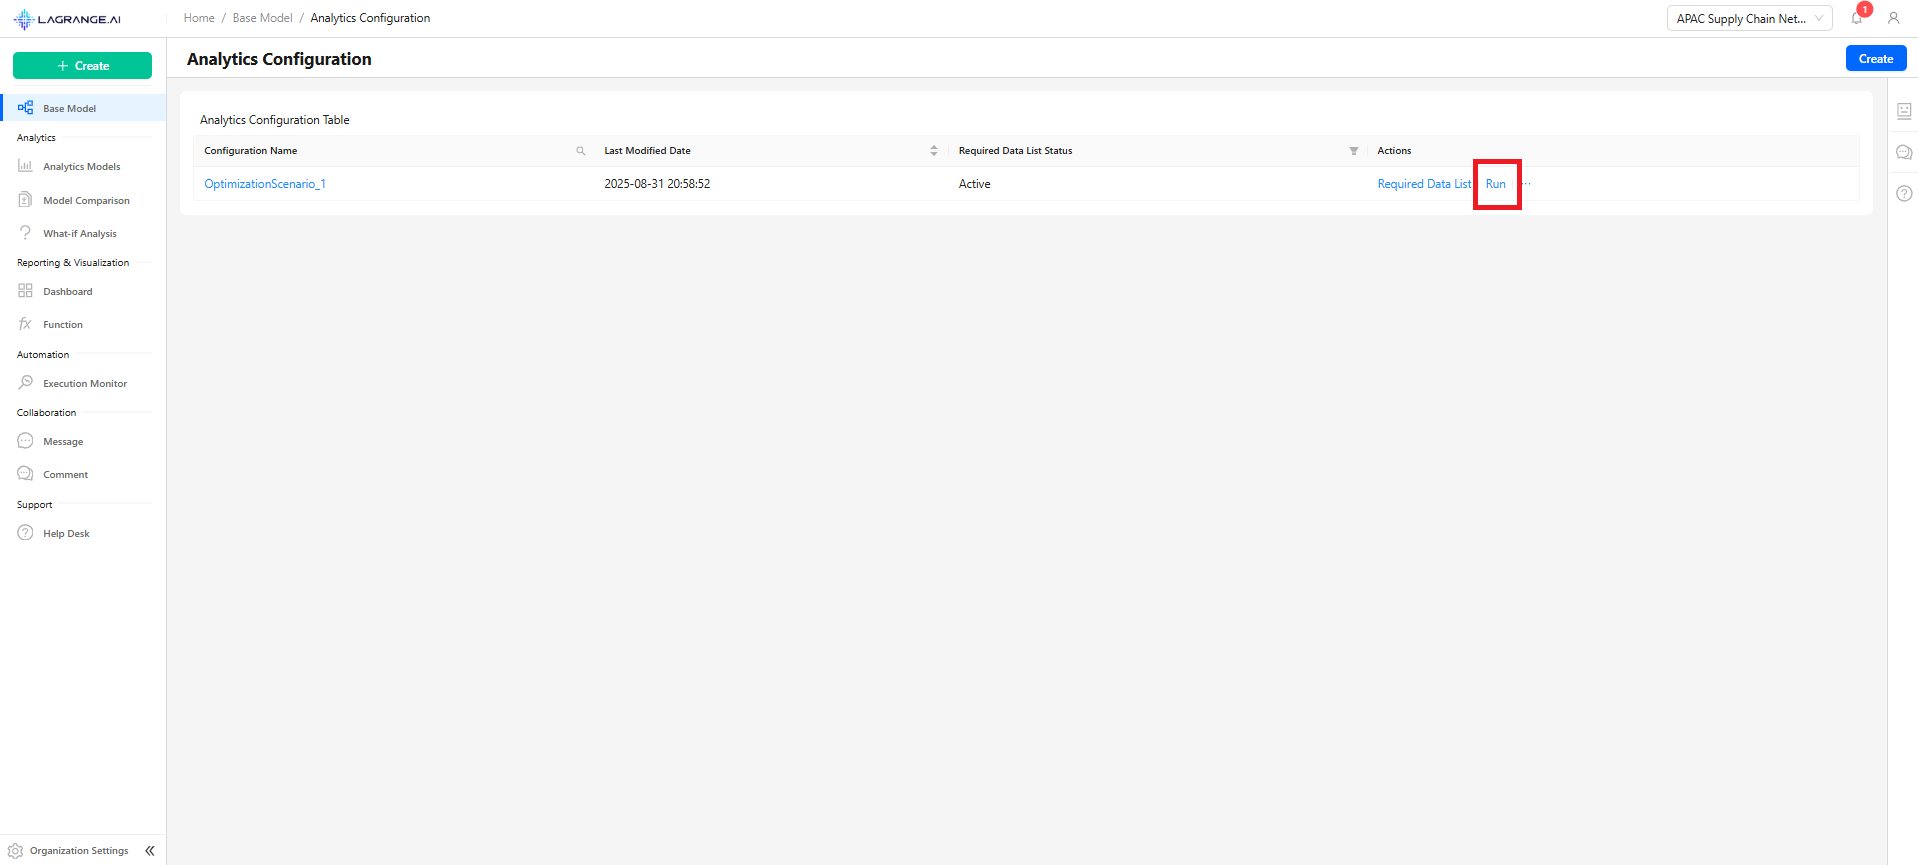 LAGRANGE.AI
Home / Base Model / Analytics Configuration
APAC Supply Chain Net...
1
+ Create
Analytics Configuration
Create
Base Model
Analytics
Analytics Models
Model Comparison
What-if Analysis
Reporting & Visualization
Dashboard
fx Function
Automation
Execution Monitor
Collaboration
Message
Comment
Support
Help Desk
Organization Settings
Analytics Configuration Table
Configuration Name Last Modified Date Required Data List Status Actions
OptimizationScenario_1 2025-08-31 20:58:52 Active Required Data List Run ...